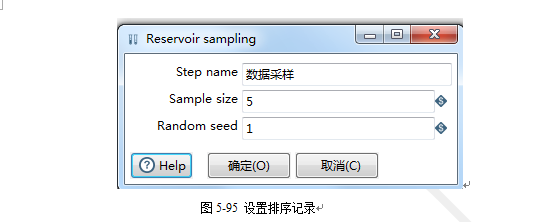 Reservoir sampling
Step name 数据采样
Sample size 5
Random seed 1
Help 确定(O) 取消(C)
图 5-95 设置排序记录